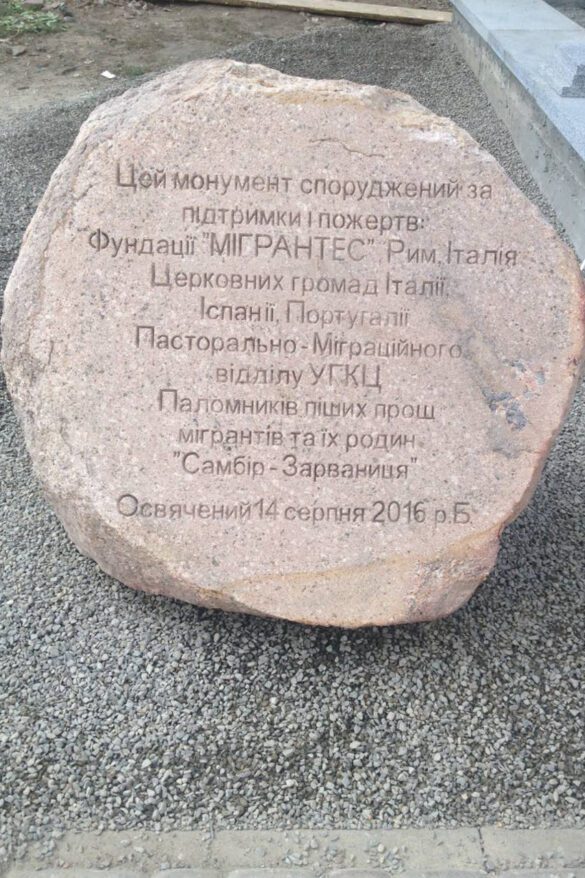 Цей монумент споруджений за
підтримки і пожертв:
Фундації "МІГРАНТЕС" Рим, Італія
Церковних громад Італії,
Іспанії, Португалії
Пасторально-Міграційного
відділу УГКЦ
Паломників піших прощ
мігрантів та їх родин
"Самбір-Зарваниця"
Освячений 14 серпня 2016 р.Б.